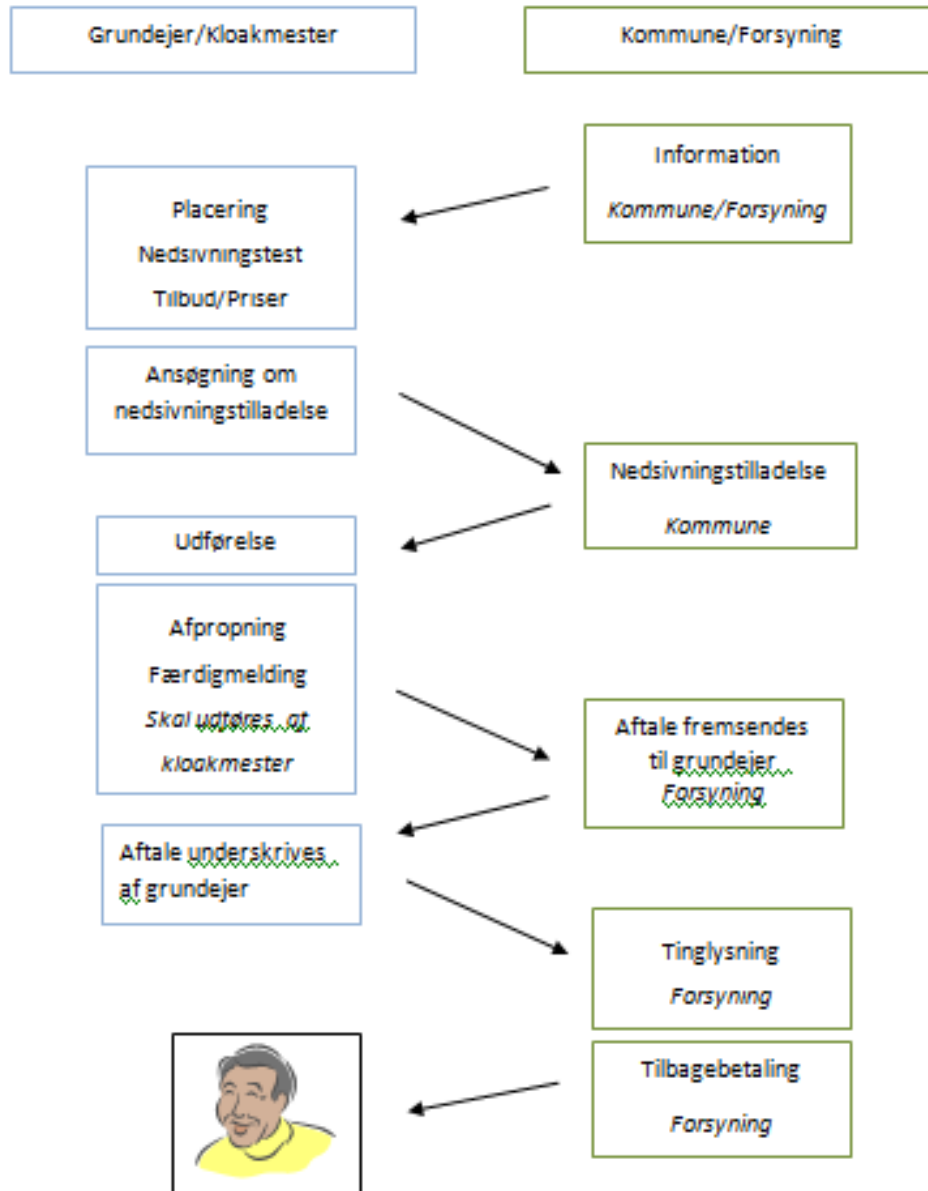 Grundejer/Kloakmester
Kommune/Forsyning
Information
Kommune/Forsyning
Placering
Nedsivningstest
Tilbud/Priser
Ansøgning om
nedsivningstilladelse
Nedsivningstilladelse
Kommune
Udførelse
Afpropning
Færdigmelding
Skal udføres af
kloakmester
Aftale fremsendes
til grundejer
Forsyning
Aftale underskrives
af grundejer
Tinglysning
Forsyning
Tilbagebetaling
Forsyning